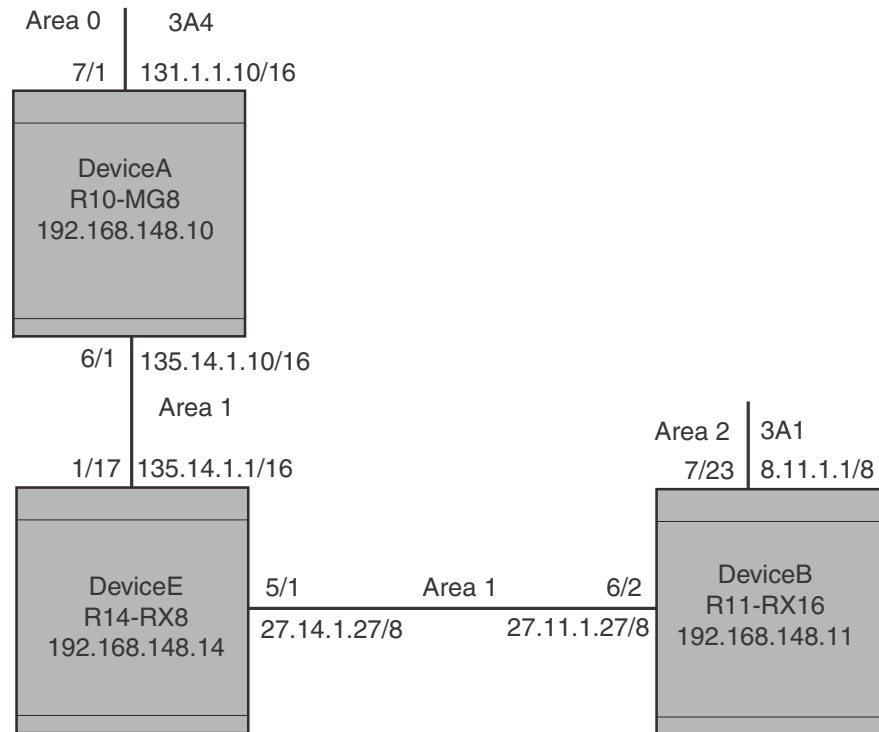 Area 0 3A4
7/1 131.1.1.10/16
DeviceA
R10-MG8
192.168.148.10
6/1 135.14.1.10/16
Area 1
Area 2 3A1
1/17 135.14.1.1/16
7/23 8.11.1.1/8
DeviceE
R14-RX8
192.168.148.14
5/1 Area 1 6/2
27.14.1.27/8 27.11.1.27/8
DeviceB
R11-RX16
192.168.148.11